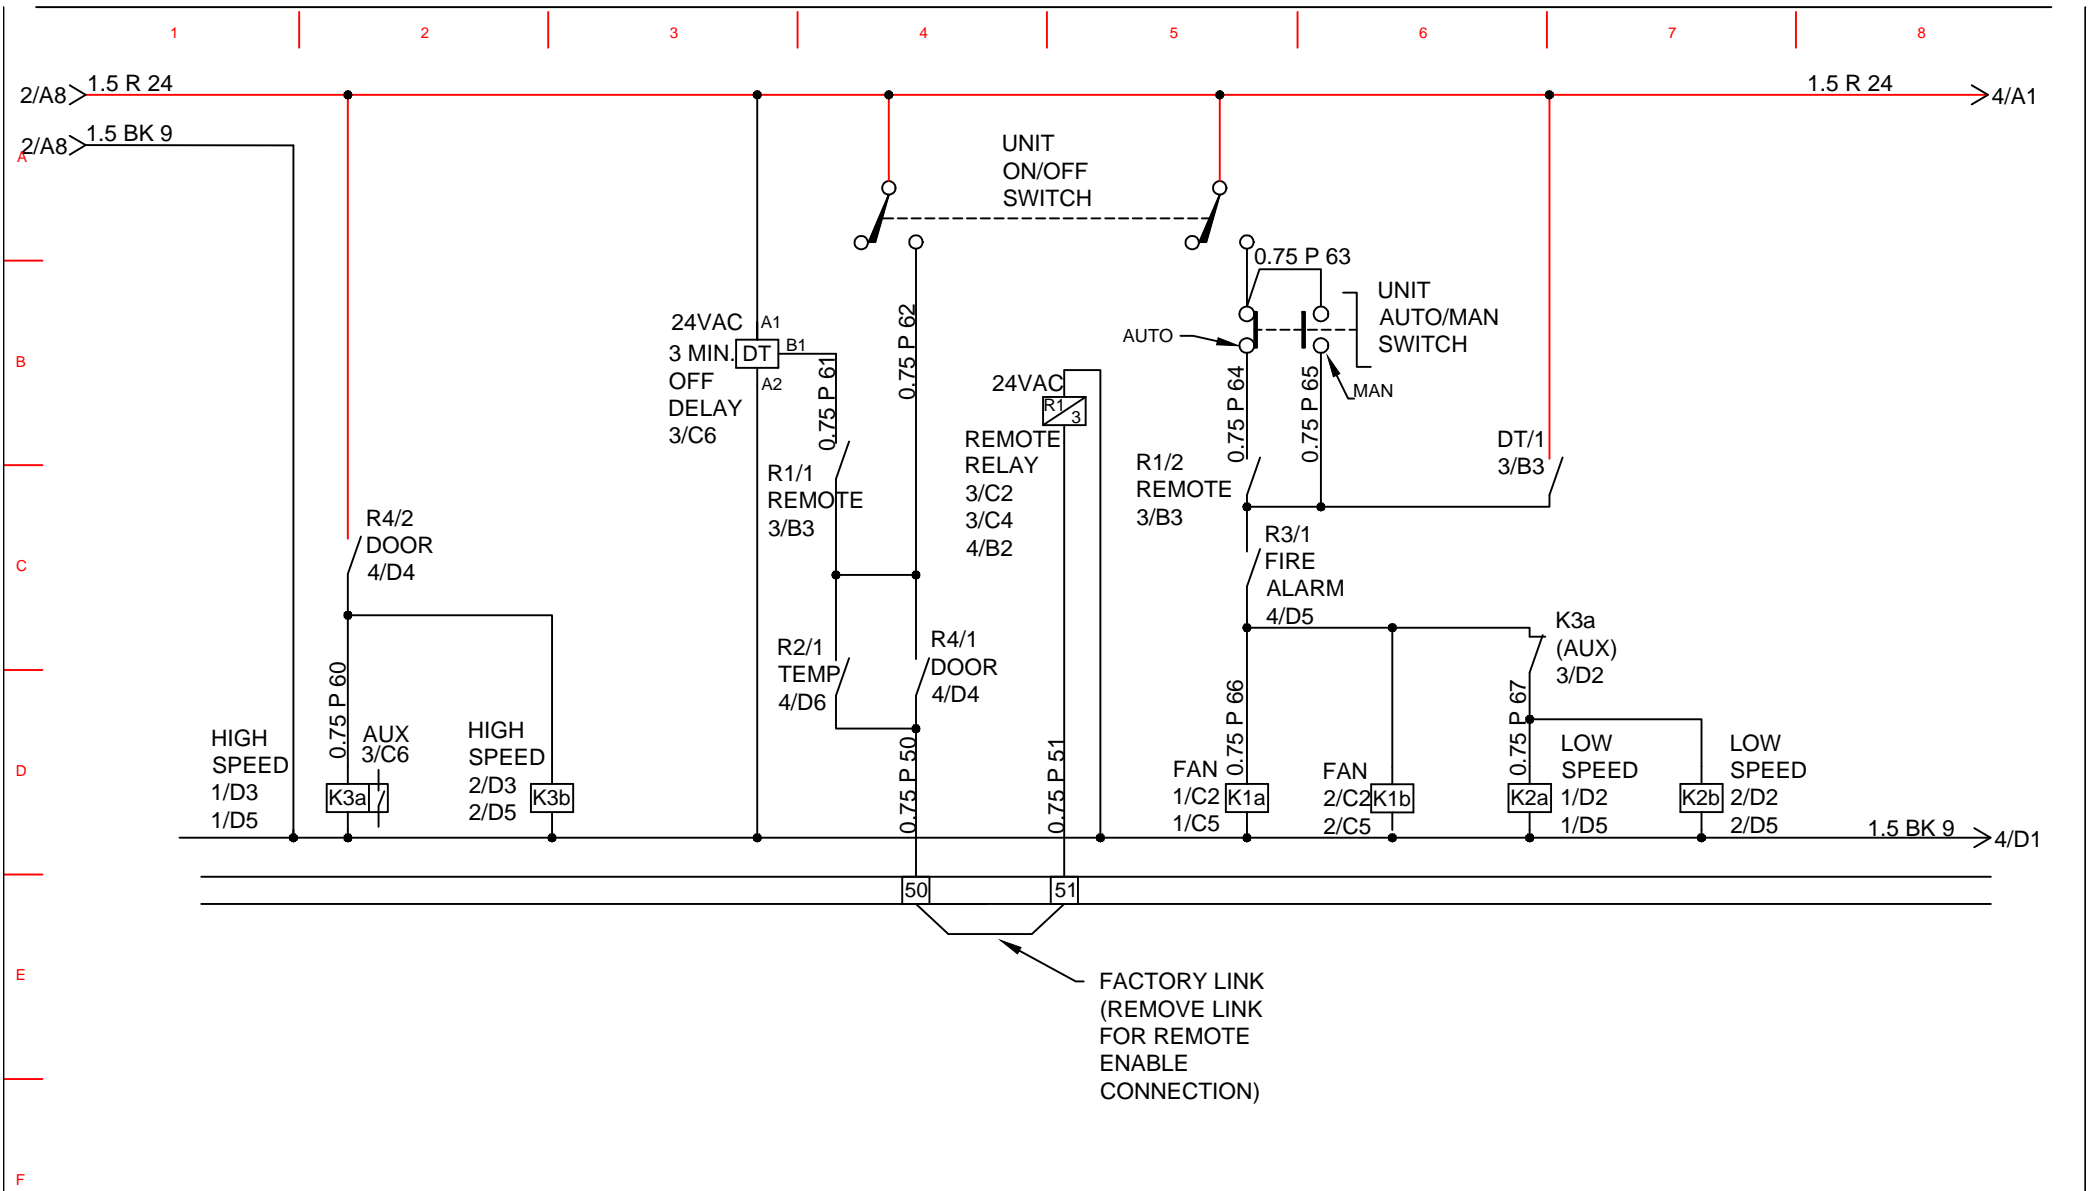 1
2
3
4
5
6
7
8
2/A8
1.5 R 24
1.5 R 24
4/A1
2/A8
1.5 BK 9
A
B
C
D
E
F
UNIT
ON/OFF
SWITCH
0.75 P 63
UNIT
AUTO/MAN
SWITCH
AUTO
MAN
24VAC
3 MIN.
OFF
DELAY
3/C6
A1
DT
B1
A2
0.75 P 61
0.75 P 62
24VAC
R1
3
REMOTE
RELAY
3/C2
3/C4
4/B2
0.75 P 64
0.75 P 65
R1/1
REMOTE
3/B3
R1/2
REMOTE
3/B3
DT/1
3/B3
R4/2
DOOR
4/D4
R3/1
FIRE
ALARM
4/D5
R2/1
TEMP
4/D6
R4/1
DOOR
4/D4
K3a
(AUX)
3/D2
0.75 P 60
0.75 P 50
0.75 P 51
0.75 P 66
0.75 P 67
HIGH
SPEED
1/D3
1/D5
AUX
3/C6
K3a
HIGH
SPEED
2/D3
2/D5
K3b
FAN
1/C2
1/C5
K1a
FAN
2/C2
2/C5
K1b
K2a
LOW
SPEED
1/D2
1/D5
K2b
LOW
SPEED
2/D2
2/D5
1.5 BK 9
4/D1
50
51
FACTORY LINK
(REMOVE LINK
FOR REMOTE
ENABLE
CONNECTION)